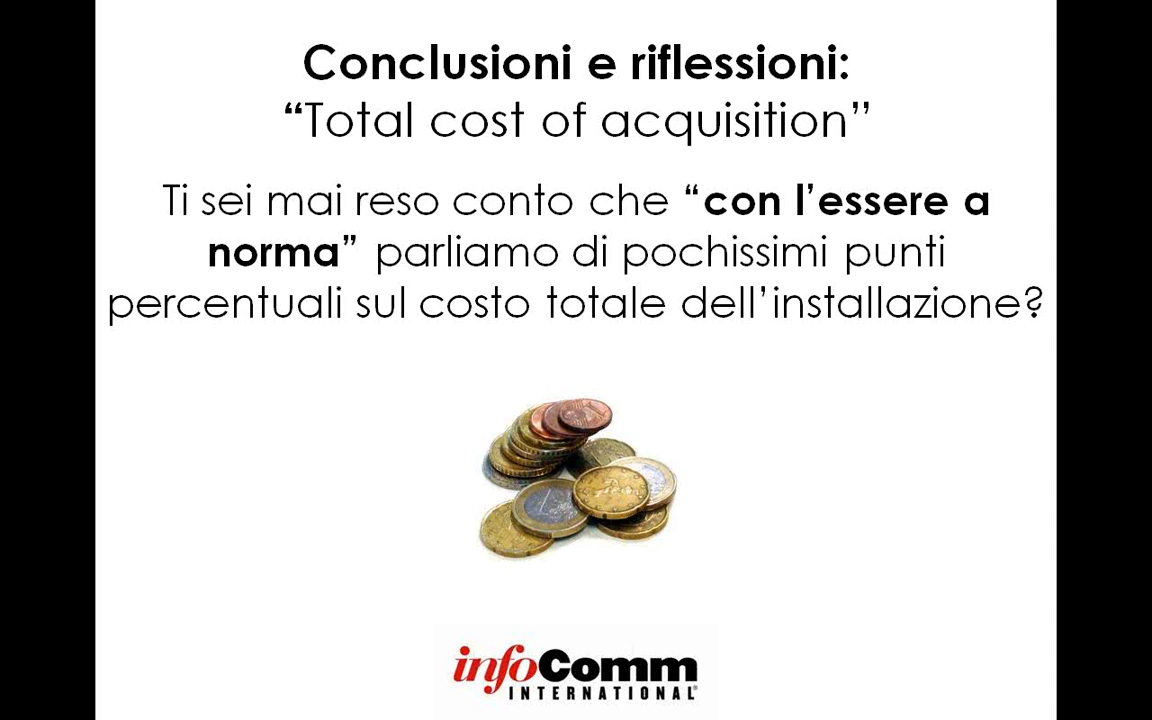 Conclusioni e riflessioni:
“Total cost of acquisition”
Ti sei mai reso conto che “con l’essere a
norma” parliamo di pochissimi punti
percentuali sul costo totale dell’installazione?
infoComm
INTERNATIONAL®